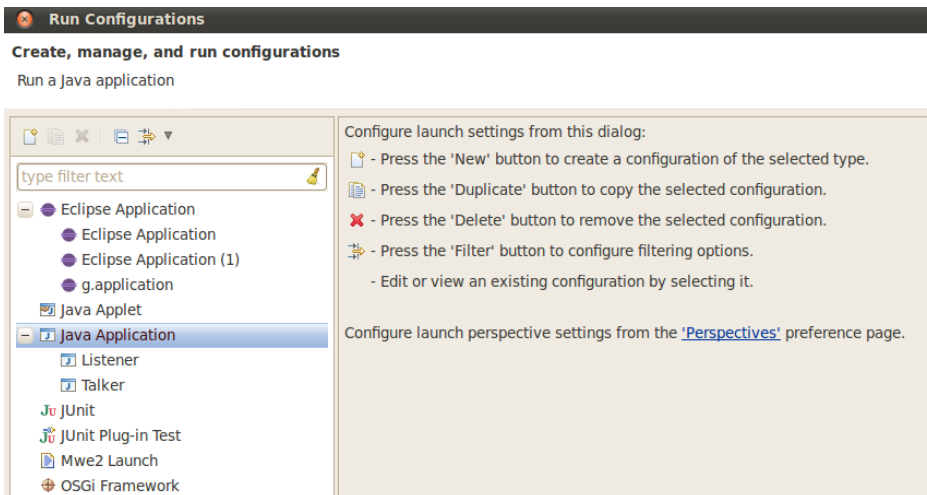 Run Configurations
Create, manage, and run configurations
Run a Java application
type filter text
Eclipse Application
Eclipse Application
Eclipse Application (1)
g.application
Java Applet
Java Application
Listener
Talker
Ju JUnit
JUnit Plug-in Test
Mwe2 Launch
OSGi Framework
Configure launch settings from this dialog:
- Press the 'New' button to create a configuration of the selected type.
- Press the 'Duplicate' button to copy the selected configuration.
- Press the 'Delete' button to remove the selected configuration.
- Press the 'Filter' button to configure filtering options.
- Edit or view an existing configuration by selecting it.
Configure launch perspective settings from the 'Perspectives' preference page.